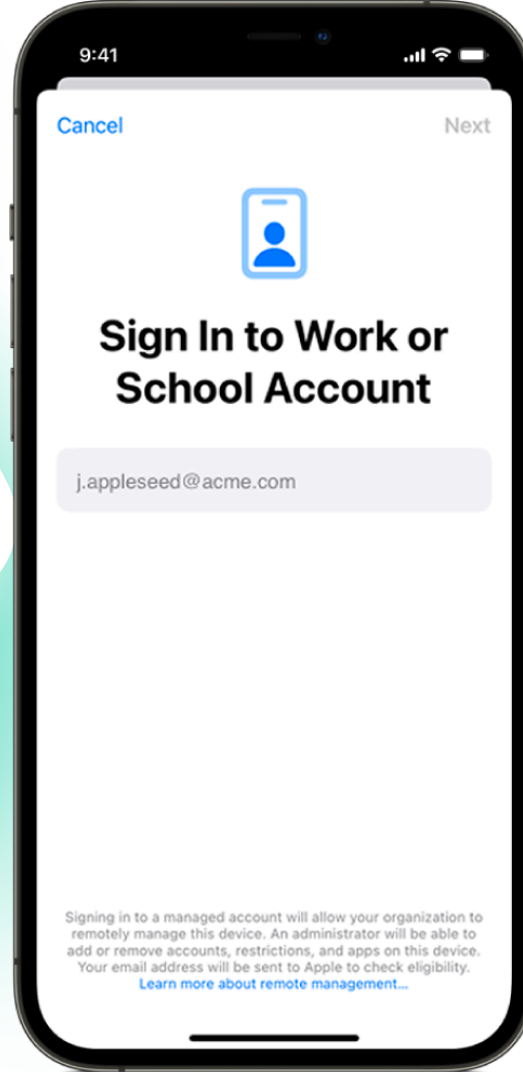 9:41
Cancel
Next
Sign In to Work or
School Account
j.appleseed@acme.com
Signing in to a managed account will allow your organization to
remotely manage this device. An administrator will be able to
add or remove accounts, restrictions, and apps on this device.
Your email address will be sent to Apple to check eligibility.
Learn more about remote management...